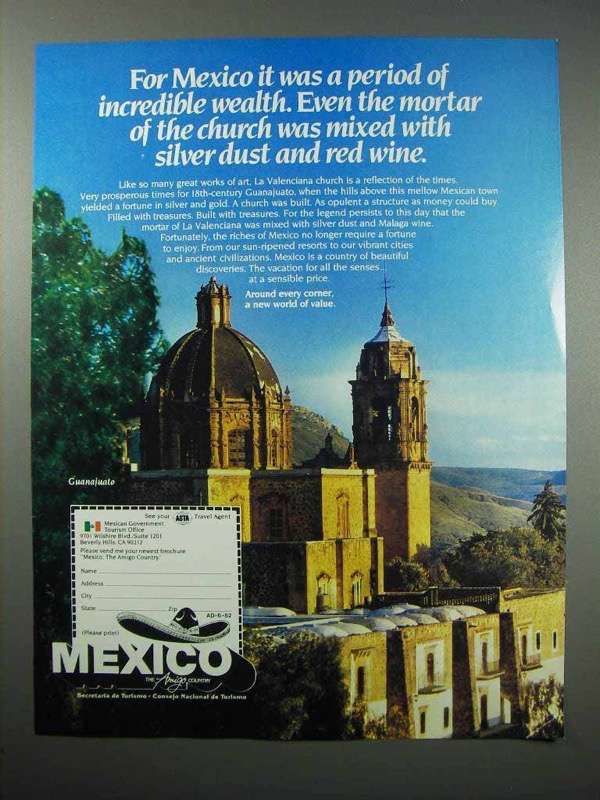 For Mexico it was a period of
incredible wealth. Even the mortar
of the church was mixed with
silver dust and red wine.
Like so many great works of art, La Valenciana church is a reflection of the times.
Very prosperous times for 18th-century Guanajuato, when the hills above this mellow Mexican town
yielded a fortune in silver and gold. A church was built. As opulent a structure as money could buy.
Filled with treasures. Built with treasures. For the legend persists to this day that the
mortar of La Valenciana was mixed with silver dust and Malaga wine.
Fortunately, the riches of Mexico no longer require a fortune
to enjoy. From our sun-ripened resorts to our vibrant cities
and ancient civilizations. Mexico is a country of beautiful
discoveries. The vacation for all the senses...
at a sensible price.
Around every corner,
a new world of value.
Guanajuato
See your ASTA Travel Agent
Mexican Government
Tourism Office
9701 Wilshire Blvd./Suite 1201
Beverly Hills, CA 90212
Please send me your newest brochure
"Mexico: The Amigo Country."
Name
Address
City
State Zip
AD-6-82
(Please print)
MEXICO
THE Amigo COUNTRY
Secretaría de Turismo · Consejo Nacional de Turismo